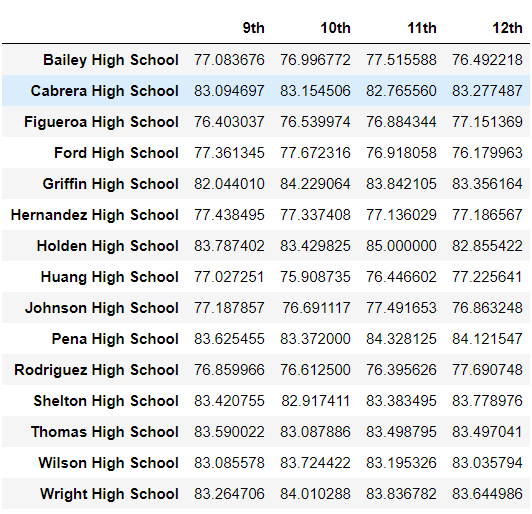 9th 10th 11th 12th
Bailey High School 77.083676 76.996772 77.515588 76.492218
Cabrera High School 83.094697 83.154506 82.765560 83.277487
Figueroa High School 76.403037 76.539974 76.884344 77.151369
Ford High School 77.361345 77.672316 76.918058 76.179963
Griffin High School 82.044010 84.229064 83.842105 83.356164
Hernandez High School 77.438495 77.337408 77.136029 77.186567
Holden High School 83.787402 83.429825 85.000000 82.855422
Huang High School 77.027251 75.908735 76.446602 77.225641
Johnson High School 77.187857 76.691117 77.491653 76.863248
Pena High School 83.625455 83.372000 84.328125 84.121547
Rodriguez High School 76.859966 76.612500 76.395626 77.690748
Shelton High School 83.420755 82.917411 83.383495 83.778976
Thomas High School 83.590022 83.087886 83.498795 83.497041
Wilson High School 83.085578 83.724422 83.195326 83.035794
Wright High School 83.264706 84.010288 83.836782 83.644986